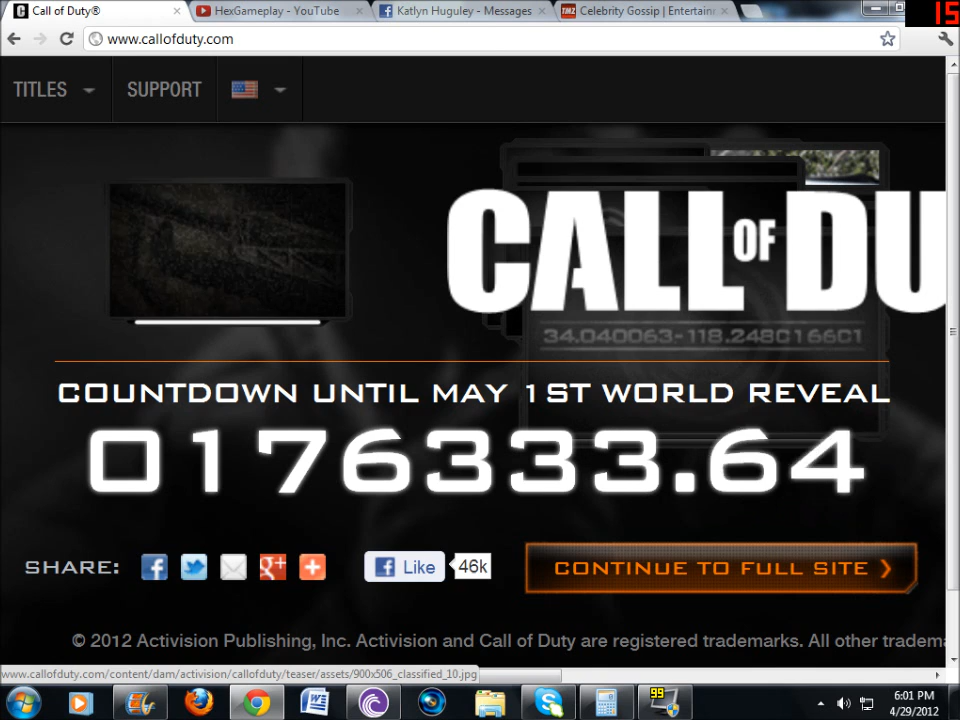 Call of Duty®
HexGameplay - YouTube
Katlyn Huguley - Messages
Celebrity Gossip | Entertain
15
www.callofduty.com
TITLES
SUPPORT
CALL OF DU
34.040063-118.248C166C1
COUNTDOWN UNTIL MAY 1ST WORLD REVEAL
0176333.64
SHARE:
Like
46k
CONTINUE TO FULL SITE
© 2012 Activision Publishing, Inc. Activision and Call of Duty are registered trademarks. All other tradema
www.callofduty.com/content/dam/activision/callofduty/teaser/assets/900x506_classified_10.jpg
99
6:01 PM
4/29/2012